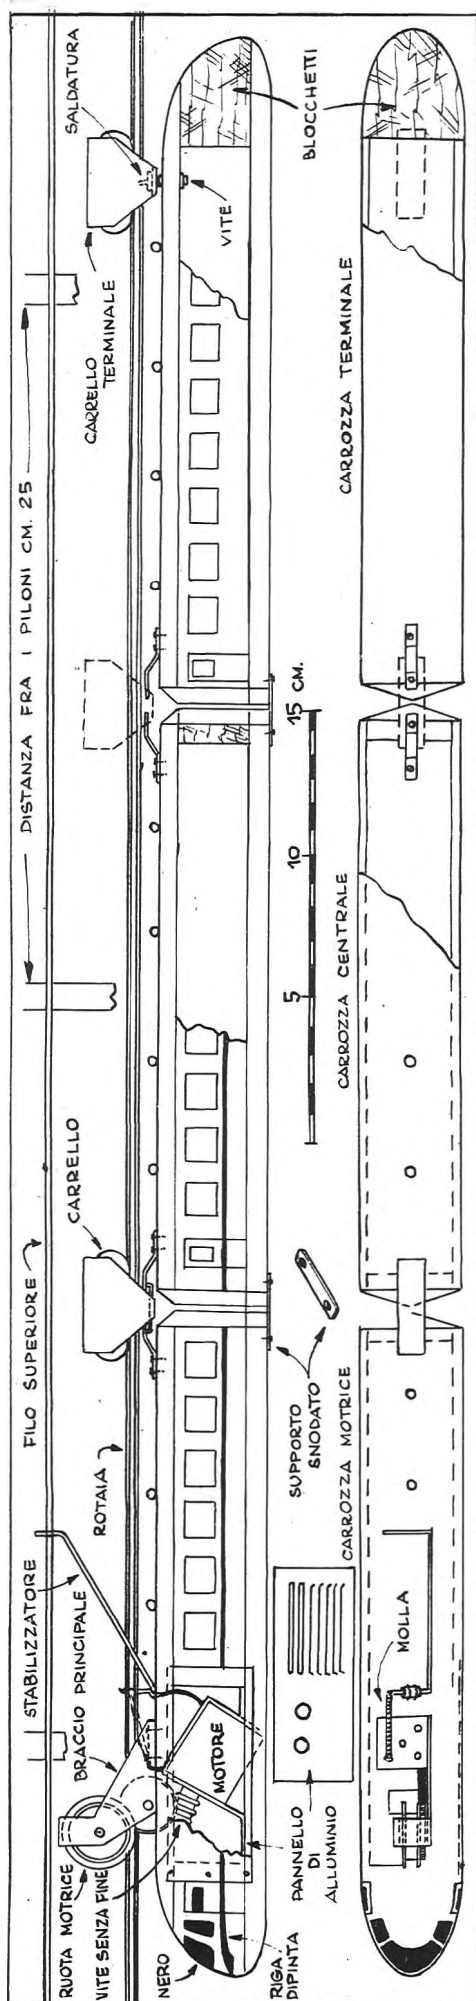 SALDATURA
BLOCCHETTI
VITE
CARRELLO
TERMINALE
CARROZZA TERMINALE
DISTANZA FRA I PILONI CM. 25
15 CM.
10
5
CARROZZA CENTRALE
CARRELLO
FILO SUPERIORE
ROTAIA
SUPPORTO
SNODATO
CARROZZA MOTRICE
STABILIZZATORE
BRACCIO PRINCIPALE
MOLLA
MOTORE
PANNELLO
DI
ALLUMINIO
RUOTA MOTRICE
VITE SENZA FINE
NERO
RIGA
DIPINTA